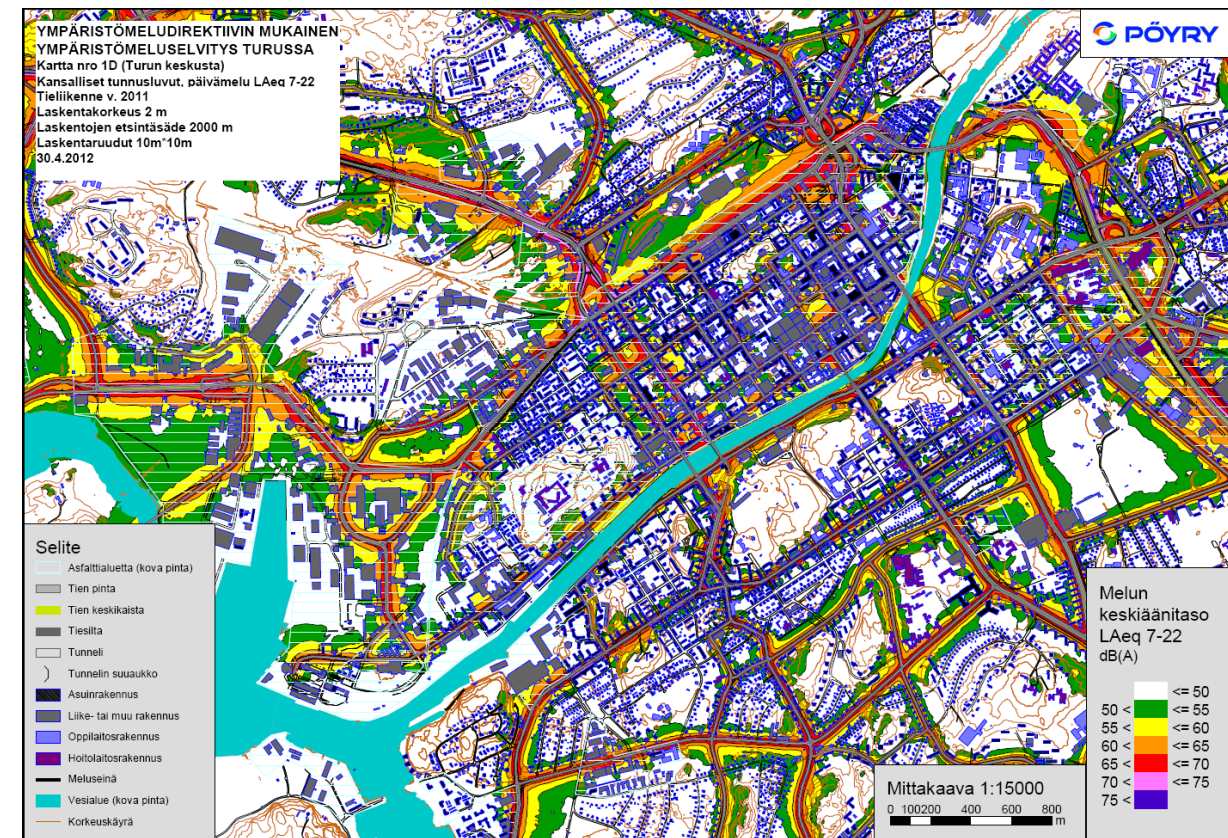 YMPÄRISTÖMELUDIREKTIIVIN MUKAINEN
YMPÄRISTÖMELUSELVITYS TURUSSA
Kartta nro 1D (Turun keskusta)
Kansalliset tunnusluvut, päivämelu LAeq 7-22
Tieliikenne v. 2011
Laskentakorkeus 2 m
Laskentojen etsintäsäde 2000 m
Laskentaruudut 10m*10m
30.4.2012
PÖYRY
Selite
Asfalttialuetta (kova pinta)
Tien pinta
Tien keskikaista
Tiesilta
Tunneli
Tunnelin suuaukko
Asuinrakennus
Liike- tai muu rakennus
Oppilaitosrakennus
Hoitolaitosrakennus
Meluseinä
Vesialue (kova pinta)
Korkeuskäyrä
Mittakaava 1:15000
0 100200 400 600 800
m
Melun
keskiäänitaso
LAeq 7-22
dB(A)
<= 50
50 < <= 55
55 < <= 60
60 < <= 65
65 < <= 70
70 < <= 75
75 <